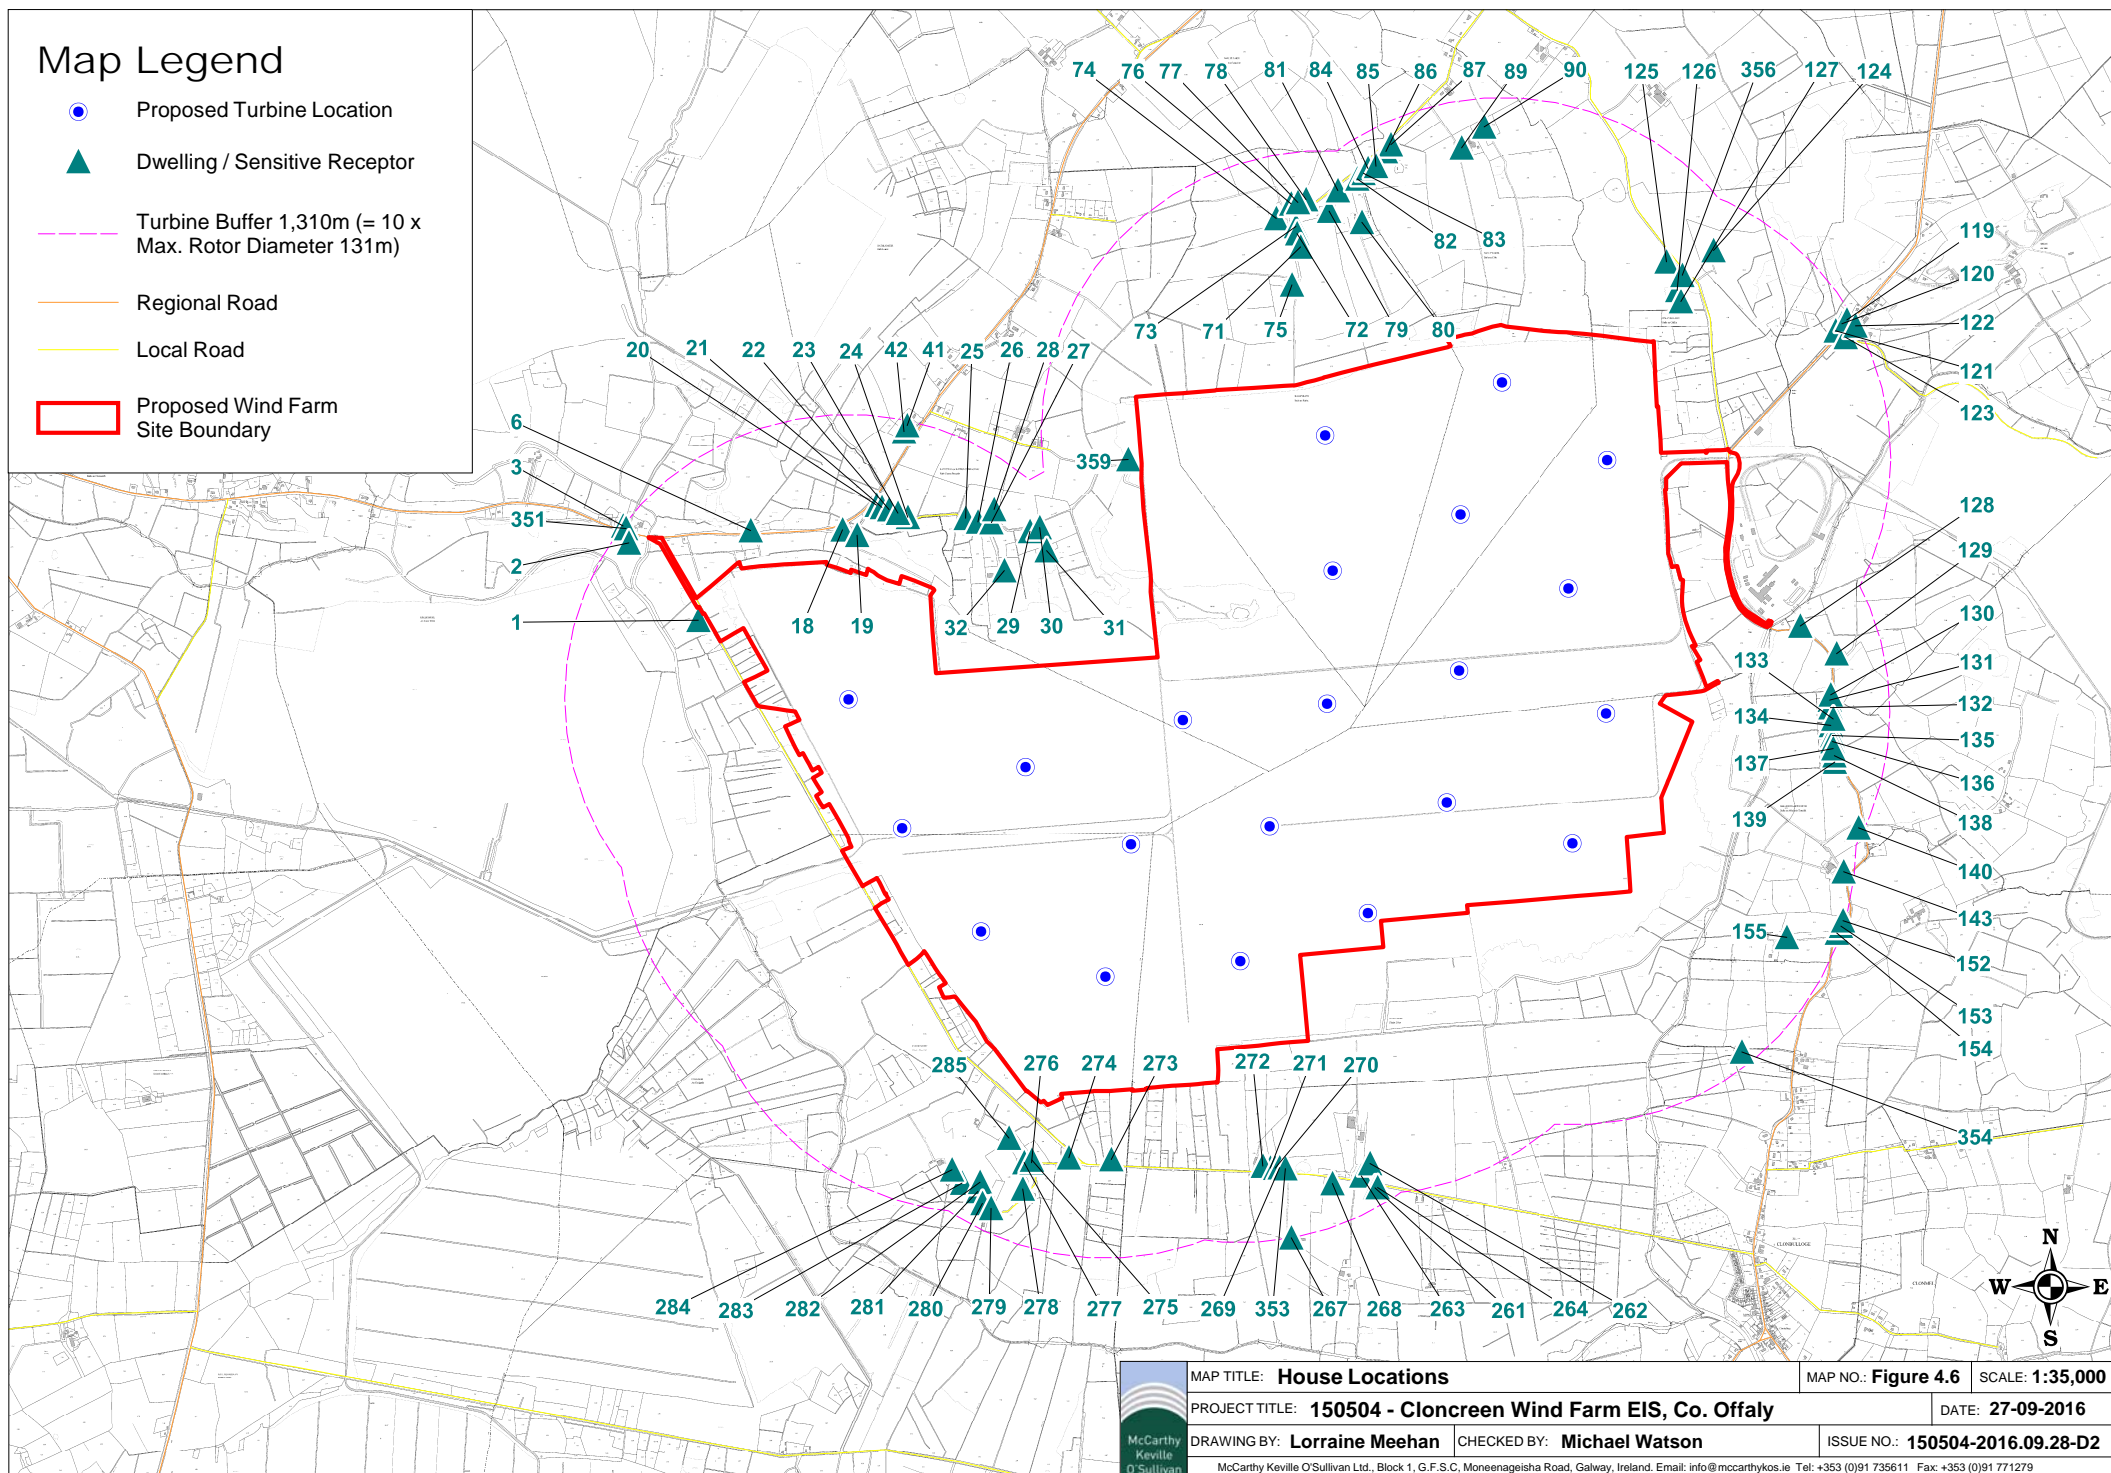 Map Legend
Proposed Turbine Location
Dwelling / Sensitive Receptor
Turbine Buffer 1,310m (= 10 x
Max. Rotor Diameter 131m)
Regional Road
Local Road
Proposed Wind Farm
Site Boundary
74 76 77 78 81 84 85 86 87 89 90 125 126 356 127 124
82 83
119
120
73 71 75 72 79 80 122
20 21 22 23 24 42 41 25 26 28 27
121
123
6
359
3
351
2
128
129
1 18 19 32 29 30 31
130
133 131
132
134
135
137 136
139 138
140
143
155
152
153
154
285 276 274 273 272 271 270
354
284 283 282 281 280 279 278 277 275 269 353 267 268 263 261 264 262
CLONBULLOGE
N
W E
S
McCarthy
Keville
O'Sullivan
MAP TITLE: House Locations
MAP NO.: Figure 4.6
SCALE: 1:35,000
PROJECT TITLE: 150504 - Cloncreen Wind Farm EIS, Co. Offaly
DATE: 27-09-2016
DRAWING BY: Lorraine Meehan
CHECKED BY: Michael Watson
ISSUE NO.: 150504-2016.09.28-D2
McCarthy Keville O'Sullivan Ltd., Block 1, G.F.S.C, Moneenageisha Road, Galway, Ireland. Email: info@mccarthykos.ie Tel: +353 (0)91 735611 Fax: +353 (0)91 771279